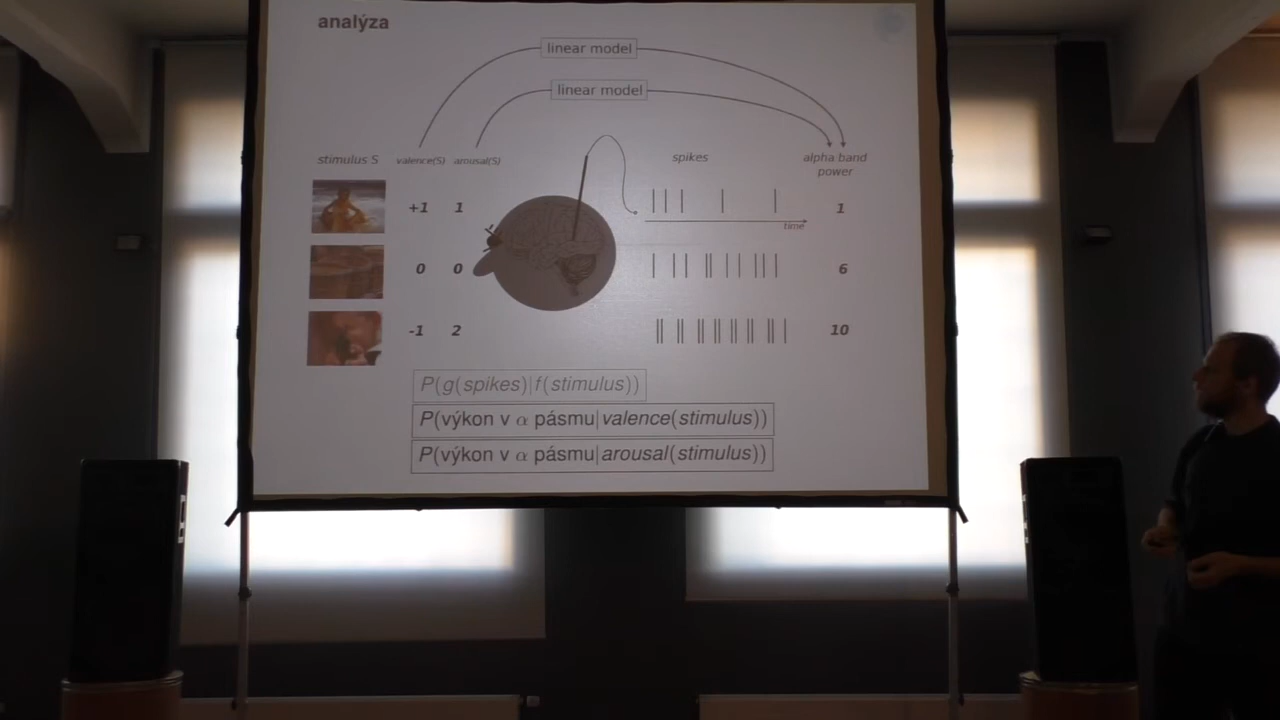 analýza
linear model
linear model
stimulus S valence(S) arousal(S) spikes alpha band power
+1 1 1
time
0 0 6
-1 2 10
P(g(spikes)|f(stimulus))
P(výkon v α pásmu|valence(stimulus))
P(výkon v α pásmu|arousal(stimulus))